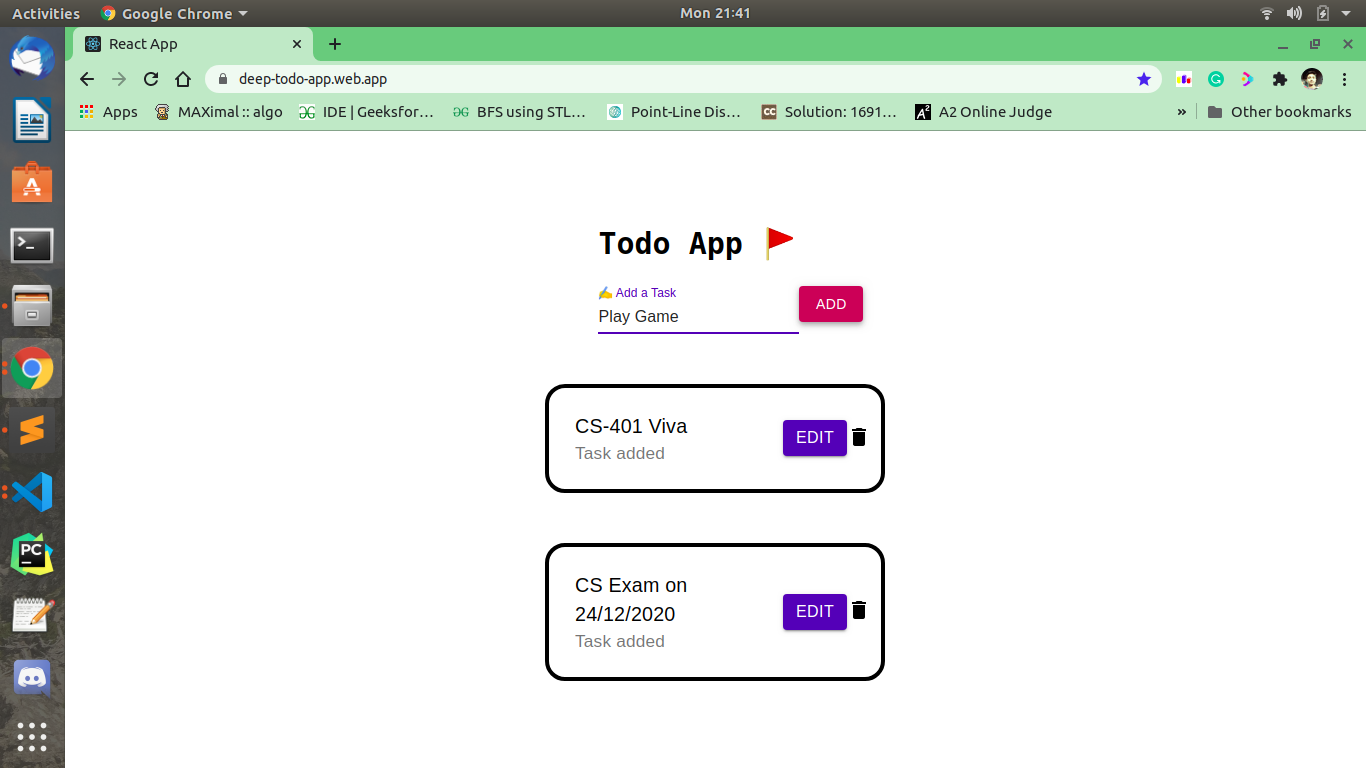 Activities Google Chrome Mon 21:41
React App
deep-todo-app.web.app
Apps MAXimal :: algo IDE | Geeksfor… BFS using STL… Point-Line Dis… Solution: 1691… A2 A2 Online Judge » Other bookmarks
Todo App
Add a Task
Play Game
ADD
CS-401 Viva
Task added
EDIT
CS Exam on
24/12/2020
Task added
EDIT
PC